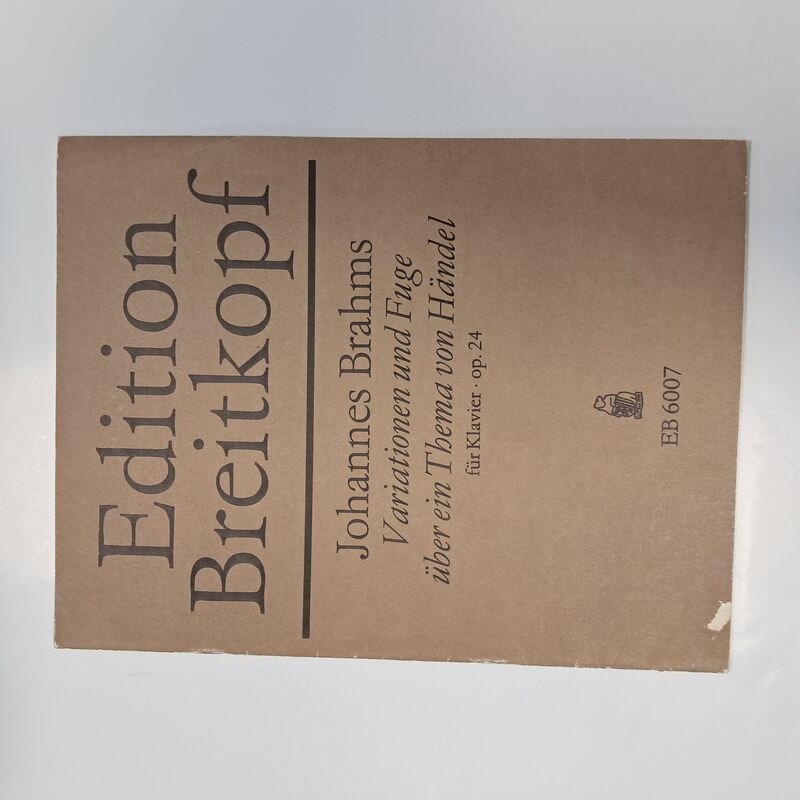 Edition
Breitkopf
Johannes Brahms
Variationen und Fuge
über ein Thema von Händel
für Klavier · op. 24
EB 6007